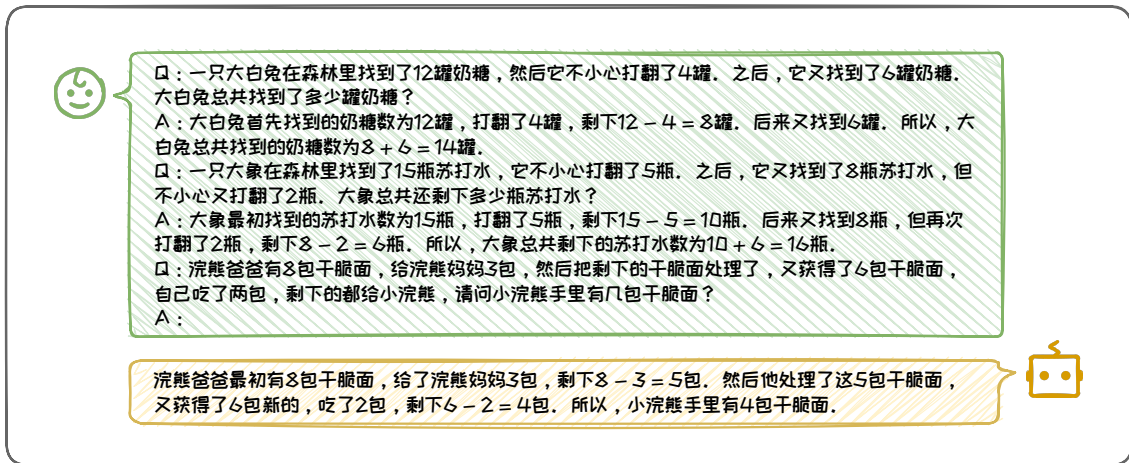 Q：一只大白兔在森林里找到了12罐奶糖，然后它不小心打翻了4罐．之后，它又找到了6罐奶糖．
大白兔总共找到了多少罐奶糖？
A：大白兔首先找到的奶糖数为12罐，打翻了4罐，剩下12－4＝8罐．后来又找到6罐．所以，大
白兔总共找到的奶糖数为8＋6＝14罐．
Q：一只大象在森林里找到了15瓶苏打水，它不小心打翻了5瓶．之后，它又找到了8瓶苏打水，但
不小心又打翻了2瓶．大象总共还剩下多少瓶苏打水？
A：大象最初找到的苏打水数为15瓶，打翻了5瓶，剩下15－5＝10瓶．后来又找到8瓶，但再次
打翻了2瓶，剩下8－2＝6瓶．所以，大象总共剩下的苏打水数为10＋6＝16瓶．
Q：浣熊爸爸有8包干脆面，给浣熊妈妈3包，然后把剩下的干脆面处理了，又获得了6包干脆面，
自己吃了两包，剩下的都给小浣熊，请问小浣熊手里有几包干脆面？
A：
浣熊爸爸最初有8包干脆面，给了浣熊妈妈3包，剩下8－3＝5包．然后他处理了这5包干脆面，
又获得了6包新的，吃了2包，剩下6－2＝4包．所以，小浣熊手里有4包干脆面．